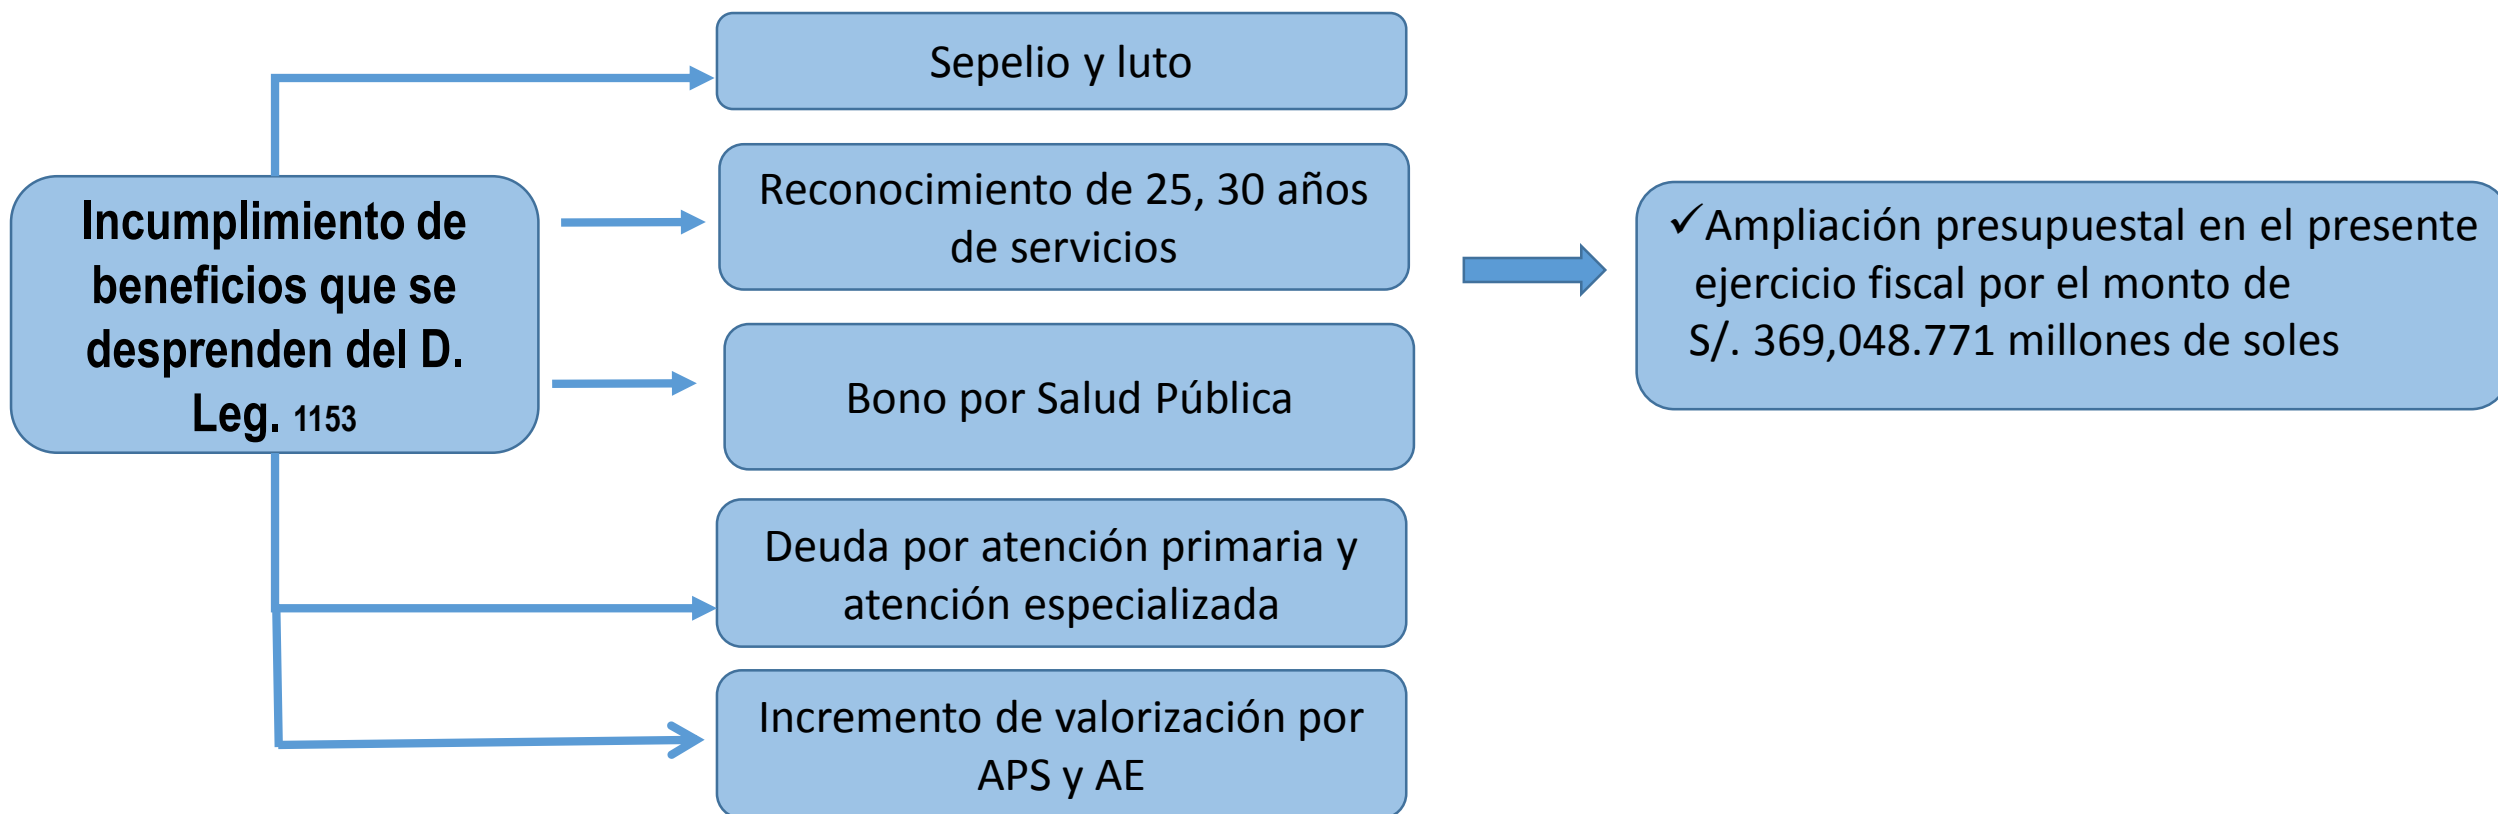 Incumplimiento de
beneficios que se
desprenden del D.
Leg. 1153
Sepelio y luto
Reconocimiento de 25, 30 años
de servicios
Bono por Salud Pública
Deuda por atención primaria y
atención especializada
Incremento de valorización por
APS y AE
✓Ampliación presupuestal en el presente
ejercicio fiscal por el monto de
S/. 369,048.771 millones de soles